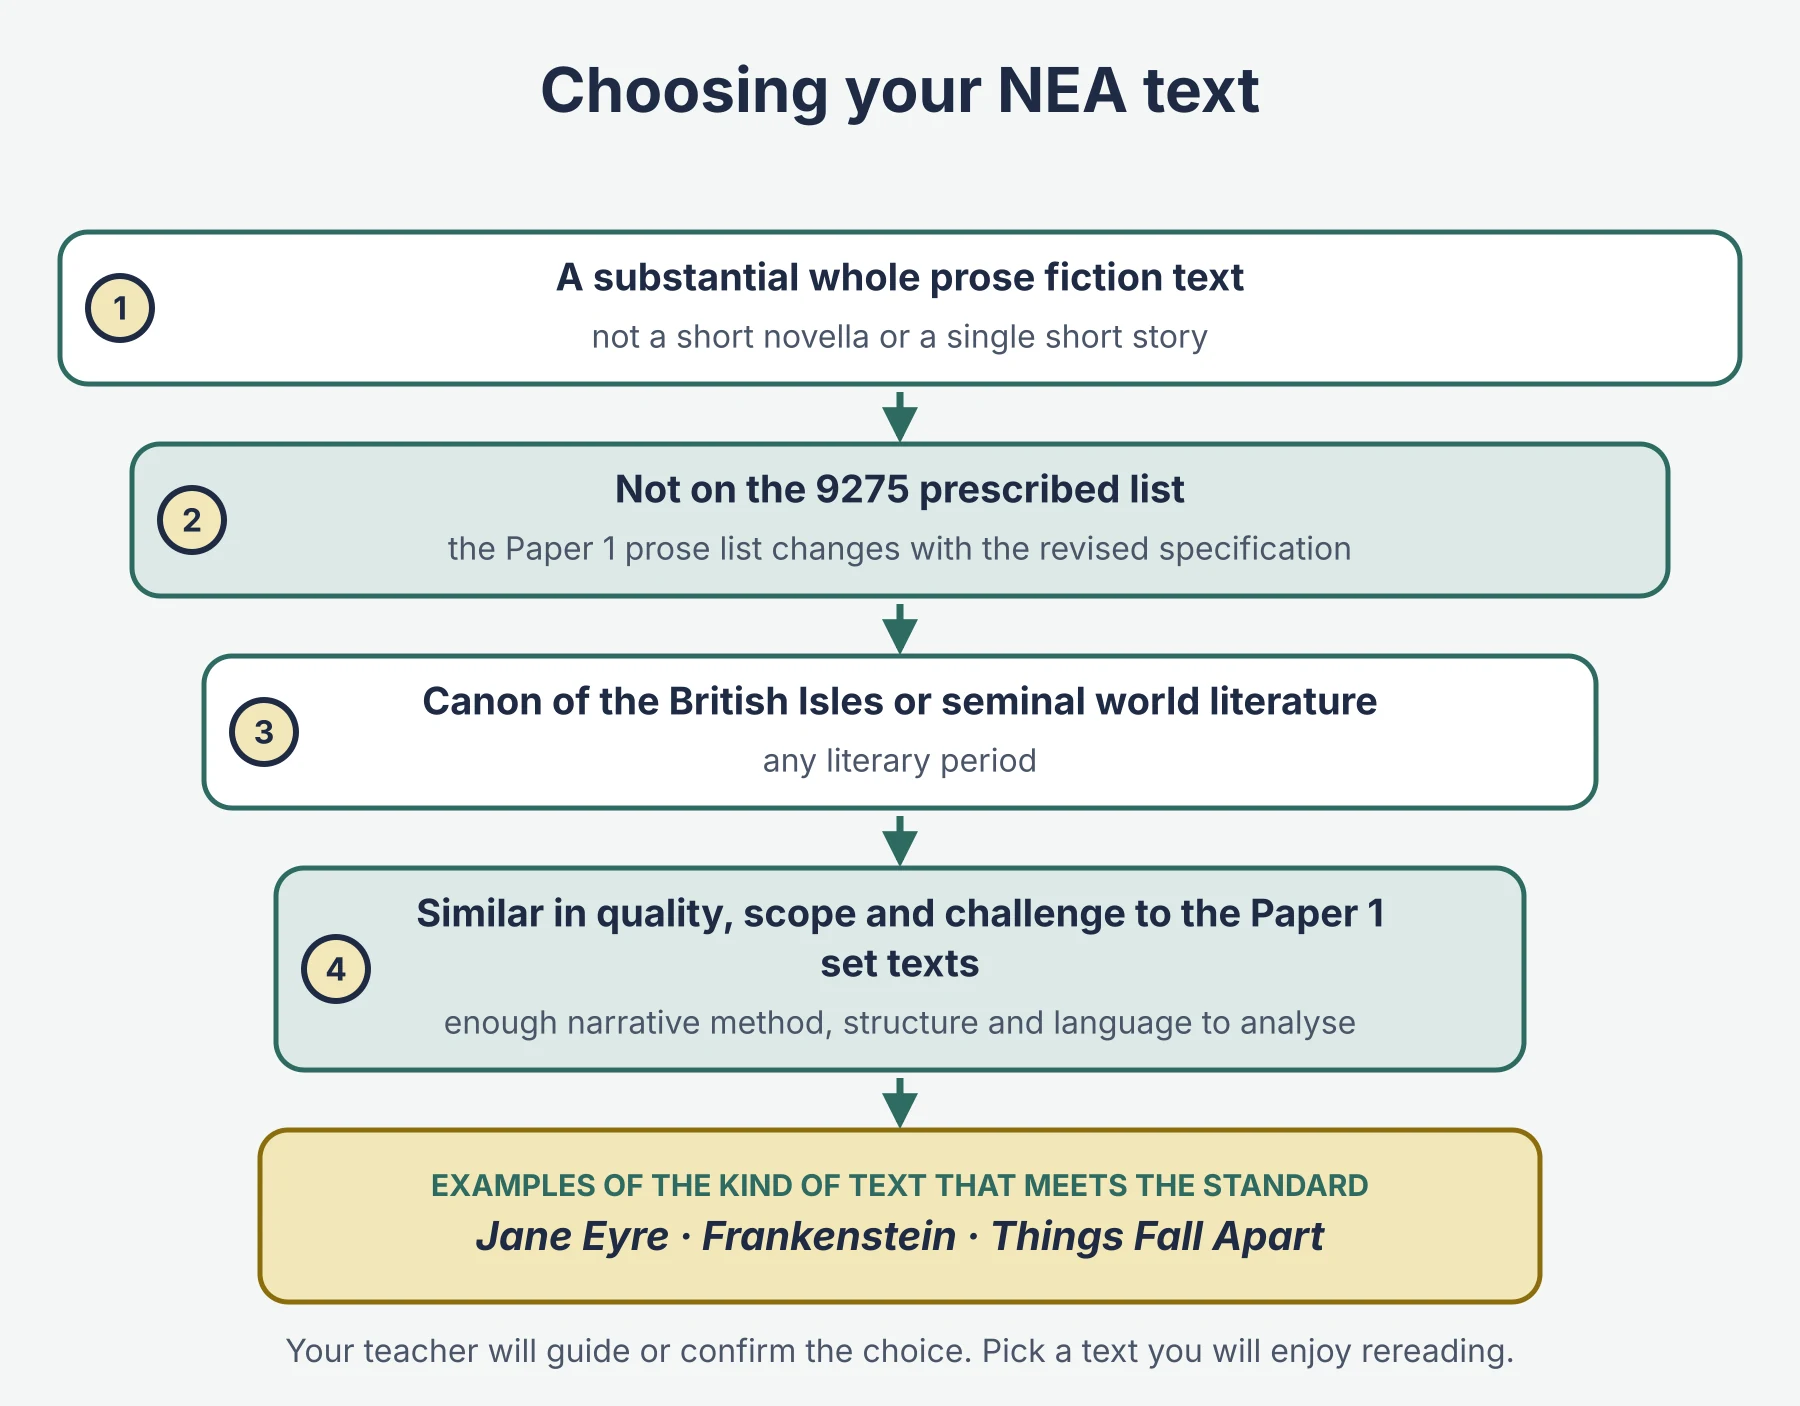 Choosing your NEA text
1
A substantial whole prose fiction text
not a short novella or a single short story
2
Not on the 9275 prescribed list
the Paper 1 prose list changes with the revised specification
3
Canon of the British Isles or seminal world literature
any literary period
4
Similar in quality, scope and challenge to the Paper 1
set texts
enough narrative method, structure and language to analyse
EXAMPLES OF THE KIND OF TEXT THAT MEETS THE STANDARD
Jane Eyre · Frankenstein · Things Fall Apart
Your teacher will guide or confirm the choice. Pick a text you will enjoy rereading.